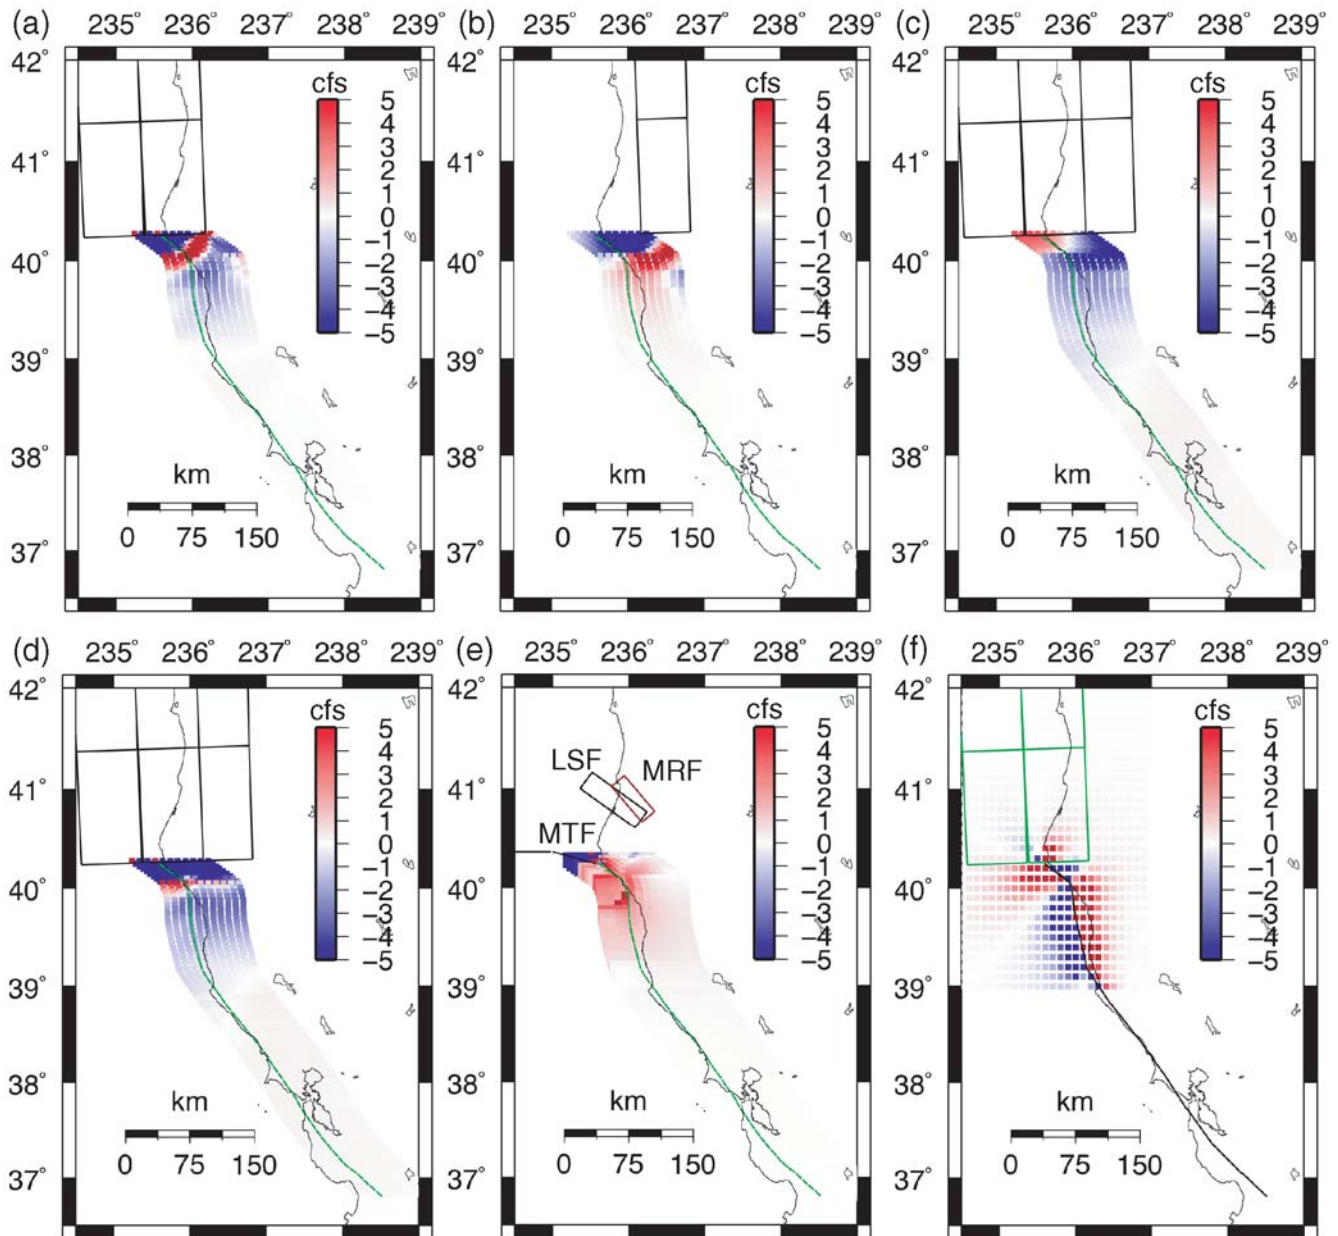 (a) 235° 236° 237° 238° 239°
(b) 235° 236° 237° 238° 239°
(c) 235° 236° 237° 238° 239°
42° 42° 42°
cfs cfs cfs
5 5 5
4 4 4
41° 3 41° 3 41° 3
2 2 2
1 1 1
0 0 0
−1 −1 −1
40° −2 40° −2 40° −2
−3 −3 −3
−4 −4 −4
−5 −5 −5
39° 39° 39°
38° 38° 38°
km km km
0 75 150 0 75 150 0 75 150
37° 37° 37°
(d) 235° 236° 237° 238° 239°
(e) 235° 236° 237° 238° 239°
(f) 235° 236° 237° 238° 239°
42° 42° 42°
cfs cfs cfs
5 5 5
4 4 4
41° 3 41° LSF MRF 3 41° 3
2 2 2
1 1 1
0 MTF 0 0
−1 −1 −1
40° −2 40° −2 40° −2
−3 −3 −3
−4 −4 −4
−5 −5 −5
39° 39° 39°
38° 38° 38°
km km km
0 75 150 0 75 150 0 75 150
37° 37° 37°